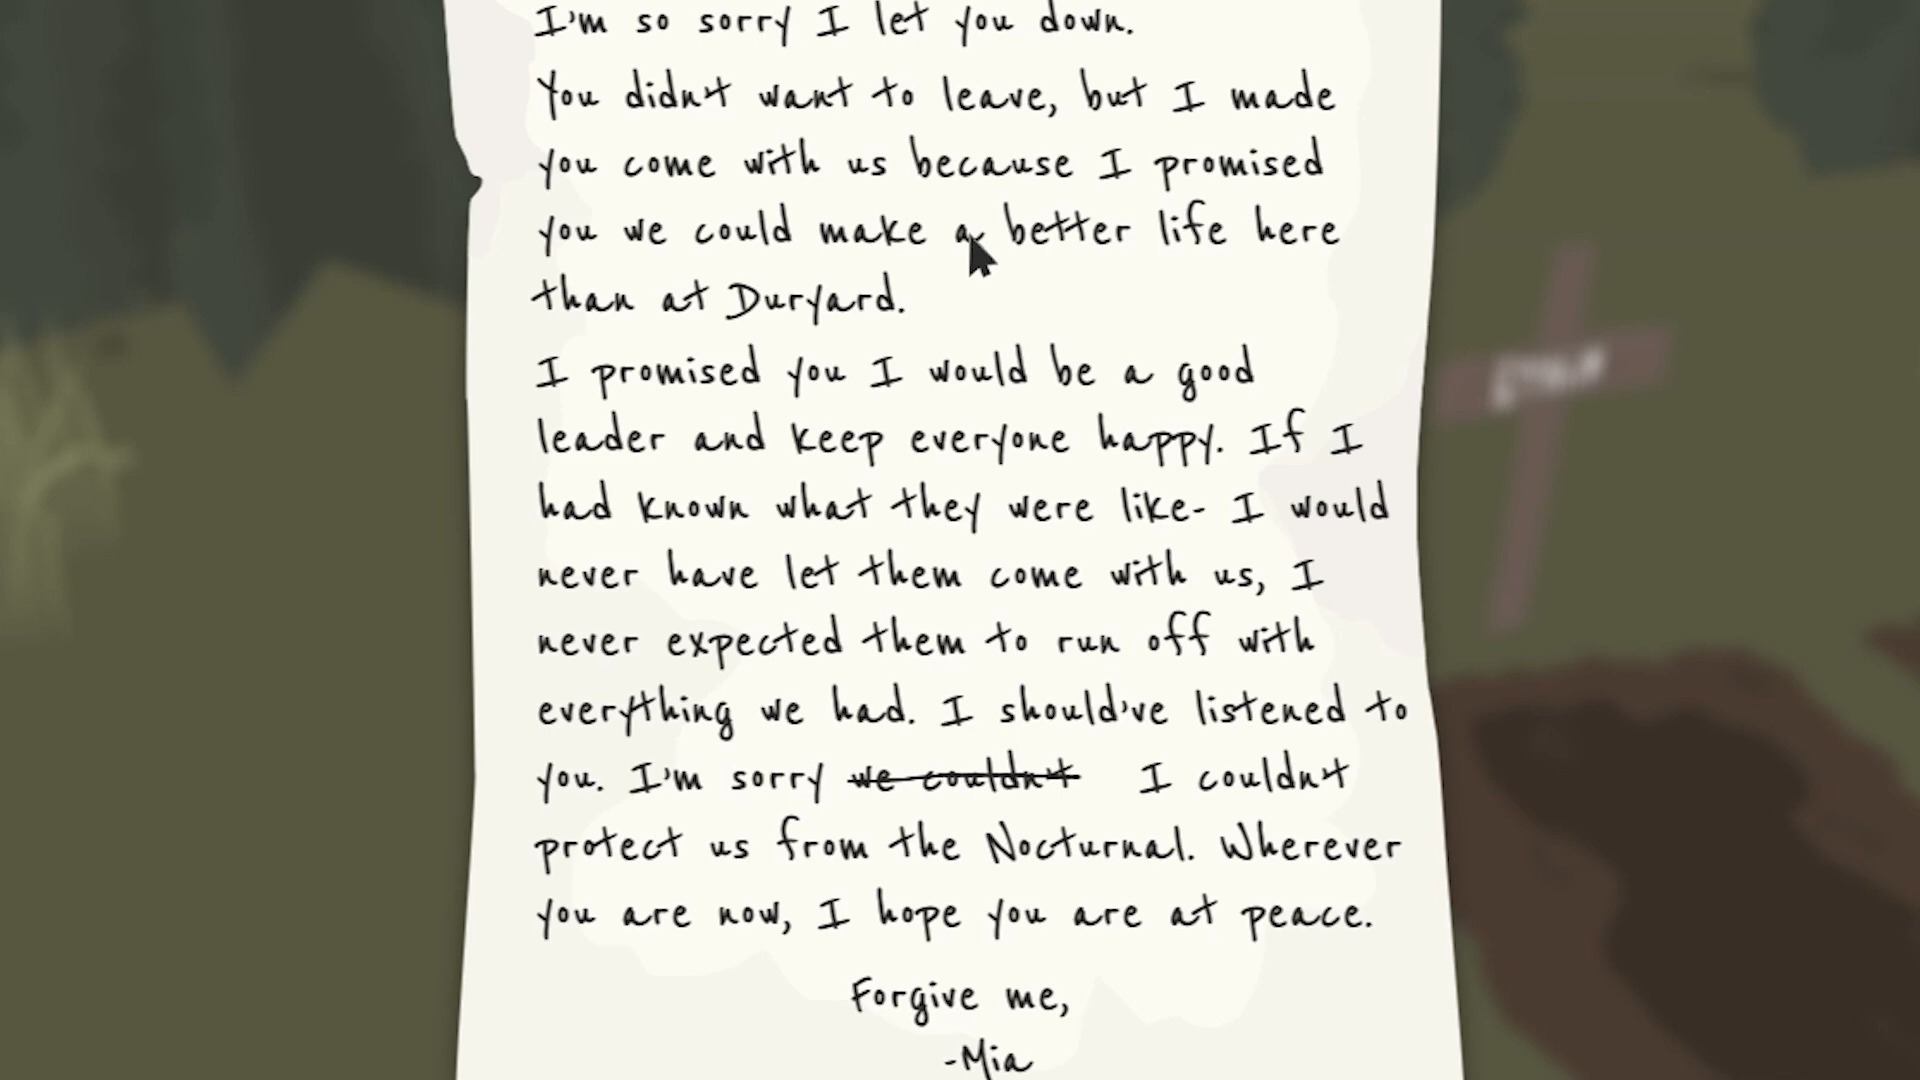 I'm so sorry I let you down.
You didn't want to leave, but I made
you come with us because I promised
you we could make a better life here
than at Duryard.
I promised you I would be a good
leader and keep everyone happy. If I
had known what they were like- I would
never have let them come with us, I
never expected them to run off with
everything we had. I should've listened to
you. I'm sorry we couldn't I couldn't
protect us from the Nocturnal. Wherever
you are now, I hope you are at peace.
Forgive me,
-Mia